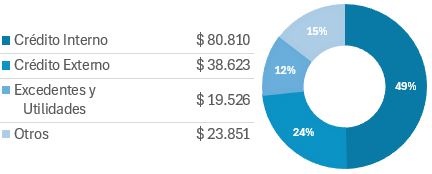 Crédito Interno $ 80.810
Crédito Externo $ 38.623
Excedentes y
Utilidades $ 19.526
Otros $ 23.851
15%
12%
49%
24%